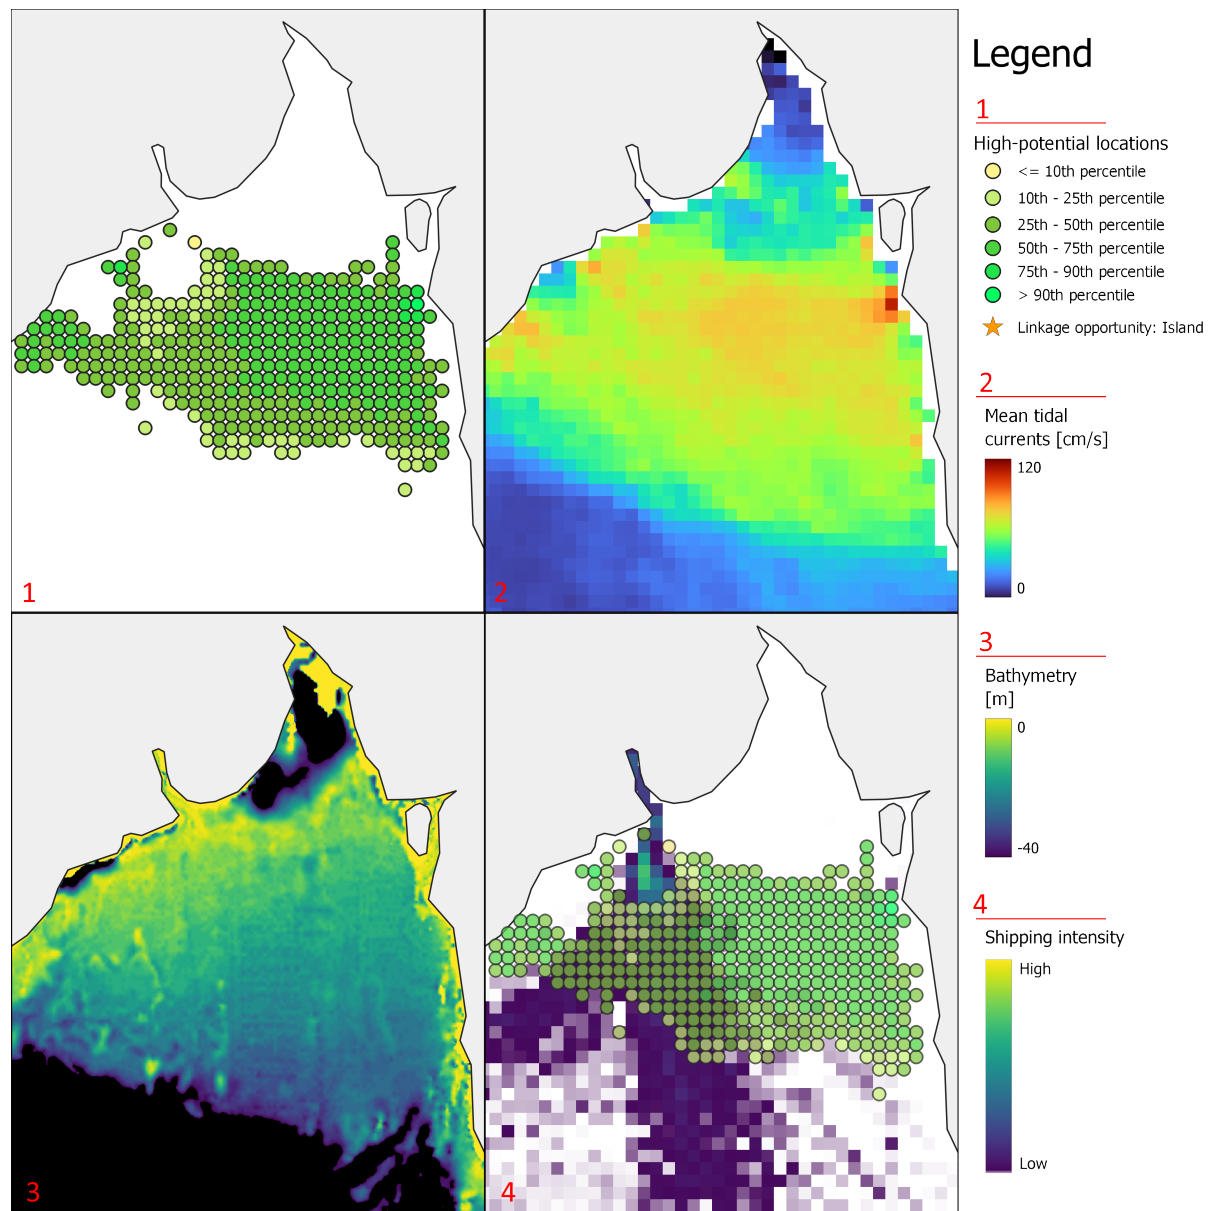 Legend
1
High-potential locations
<= 10th percentile
10th - 25th percentile
25th - 50th percentile
50th - 75th percentile
75th - 90th percentile
> 90th percentile
Linkage opportunity: Island
2
Mean tidal
currents [cm/s]
120
0
3
Bathymetry
[m]
0
-40
4
Shipping intensity
High
Low
1
2
3
4